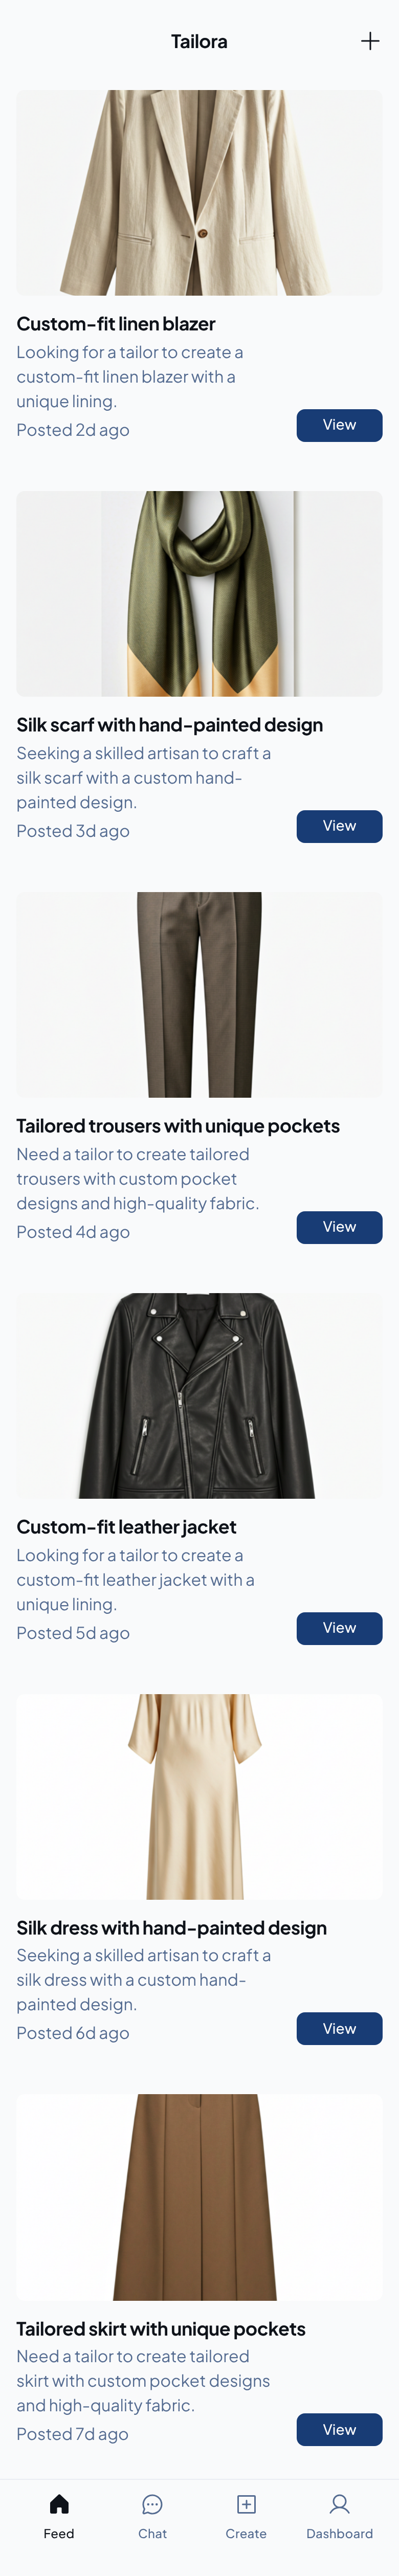 Tailora
Custom-fit linen blazer
Looking for a tailor to create a
custom-fit linen blazer with a
unique lining.
Posted 2d ago
View
Silk scarf with hand-painted design
Seeking a skilled artisan to craft a
silk scarf with a custom hand-
painted design.
Posted 3d ago
View
Tailored trousers with unique pockets
Need a tailor to create tailored
trousers with custom pocket
designs and high-quality fabric.
Posted 4d ago
View
Custom-fit leather jacket
Looking for a tailor to create a
custom-fit leather jacket with a
unique lining.
Posted 5d ago
View
Silk dress with hand-painted design
Seeking a skilled artisan to craft a
silk dress with a custom hand-
painted design.
Posted 6d ago
View
Tailored skirt with unique pockets
Need a tailor to create tailored
skirt with custom pocket designs
and high-quality fabric.
Posted 7d ago
View
Feed
Chat
Create
Dashboard